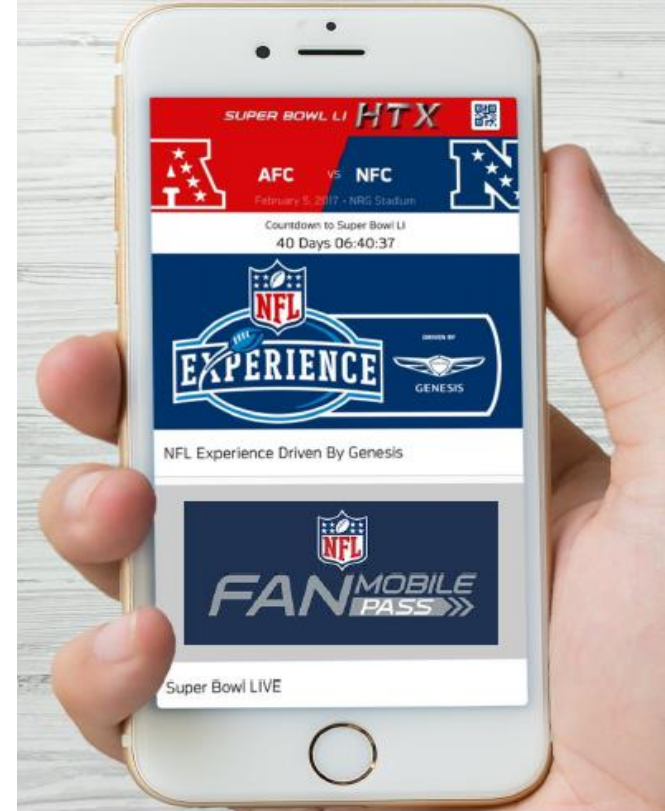 SUPER BOWL LI HTX
AFC VS NFC
February 5, 2017 • NRG Stadium
Countdown to Super Bowl LI
40 Days 06:40:37
NFL
EXPERIENCE
DRIVEN BY
GENESIS
NFL Experience Driven By Genesis
NFL
FAN MOBILE
PASS
Super Bowl LIVE